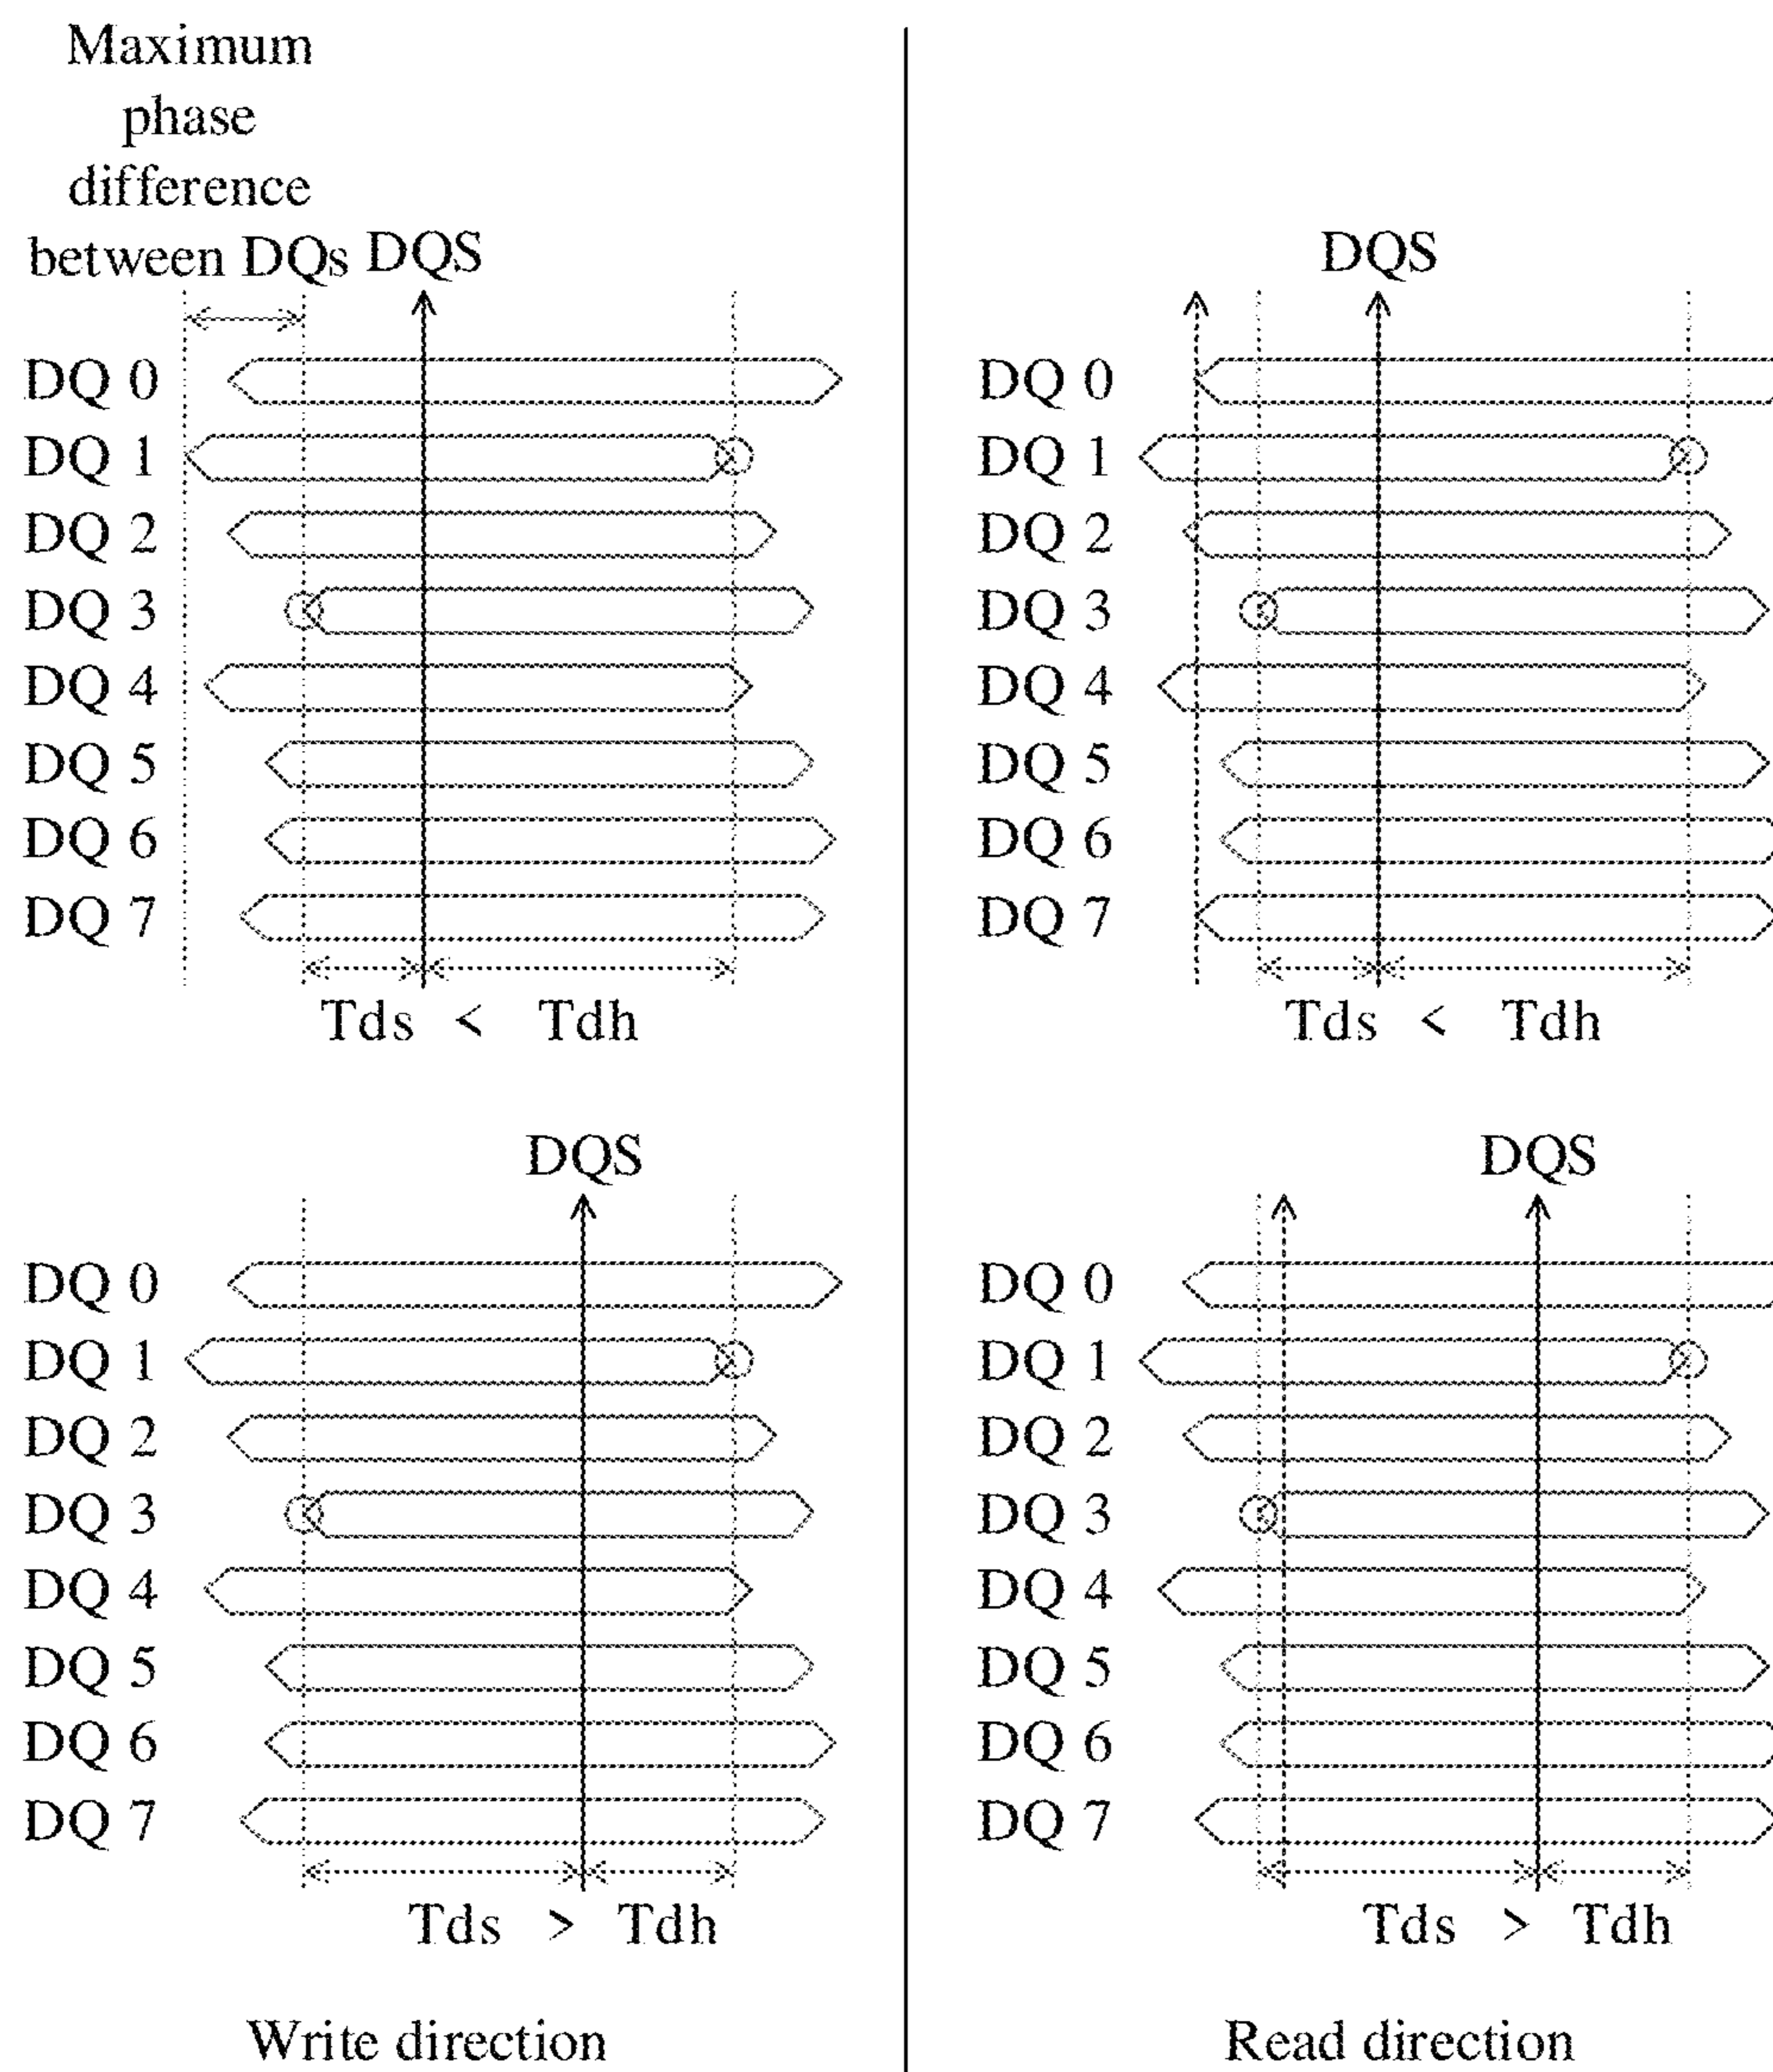 Maximum
phase
difference
between DQs DQS
DQ 0
DQ 1
DQ 2
DQ 3
DQ 4
DQ 5
DQ 6
DQ 7
Tds < Tdh
DQS
DQ 0
DQ 1
DQ 2
DQ 3
DQ 4
DQ 5
DQ 6
DQ 7
Tds > Tdh
Write direction
DQS
DQ 0
DQ 1
DQ 2
DQ 3
DQ 4
DQ 5
DQ 6
DQ 7
Tds < Tdh
DQS
DQ 0
DQ 1
DQ 2
DQ 3
DQ 4
DQ 5
DQ 6
DQ 7
Tds > Tdh
Read direction